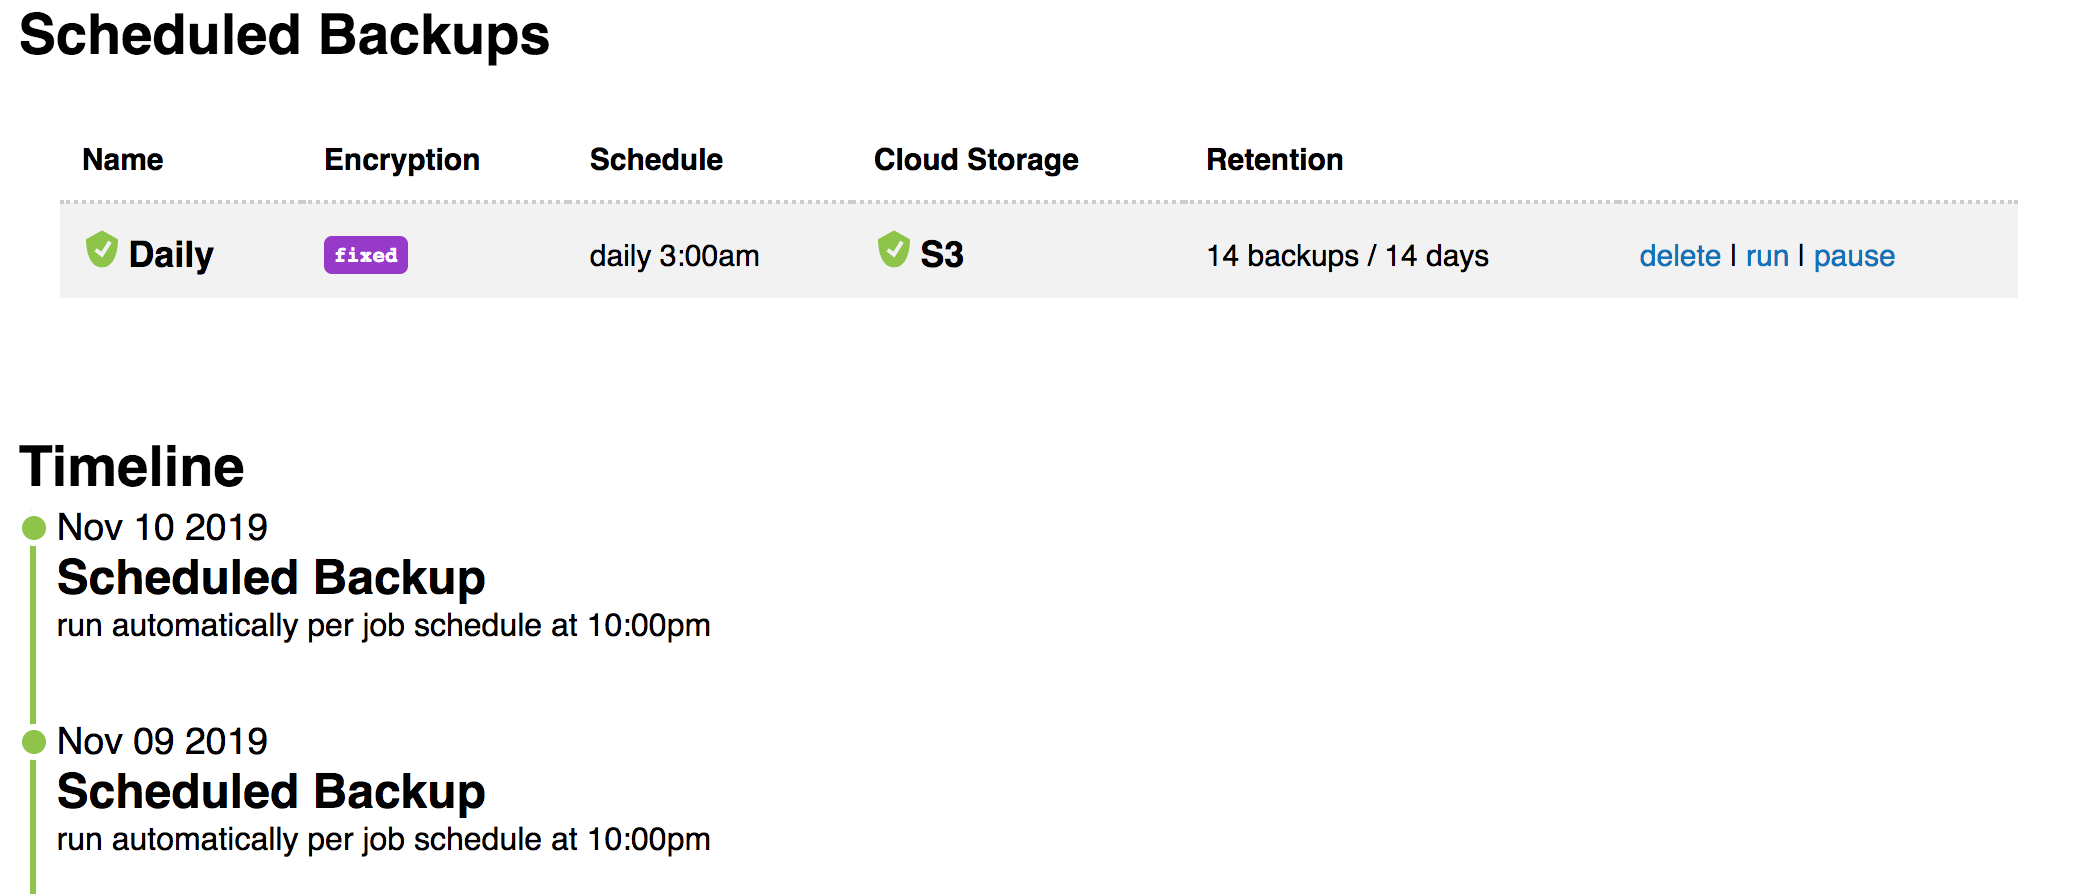 Scheduled Backups
Name Encryption Schedule Cloud Storage Retention
Daily fixed daily 3:00am S3 14 backups / 14 days delete | run | pause
Timeline
Nov 10 2019
Scheduled Backup
run automatically per job schedule at 10:00pm
Nov 09 2019
Scheduled Backup
run automatically per job schedule at 10:00pm